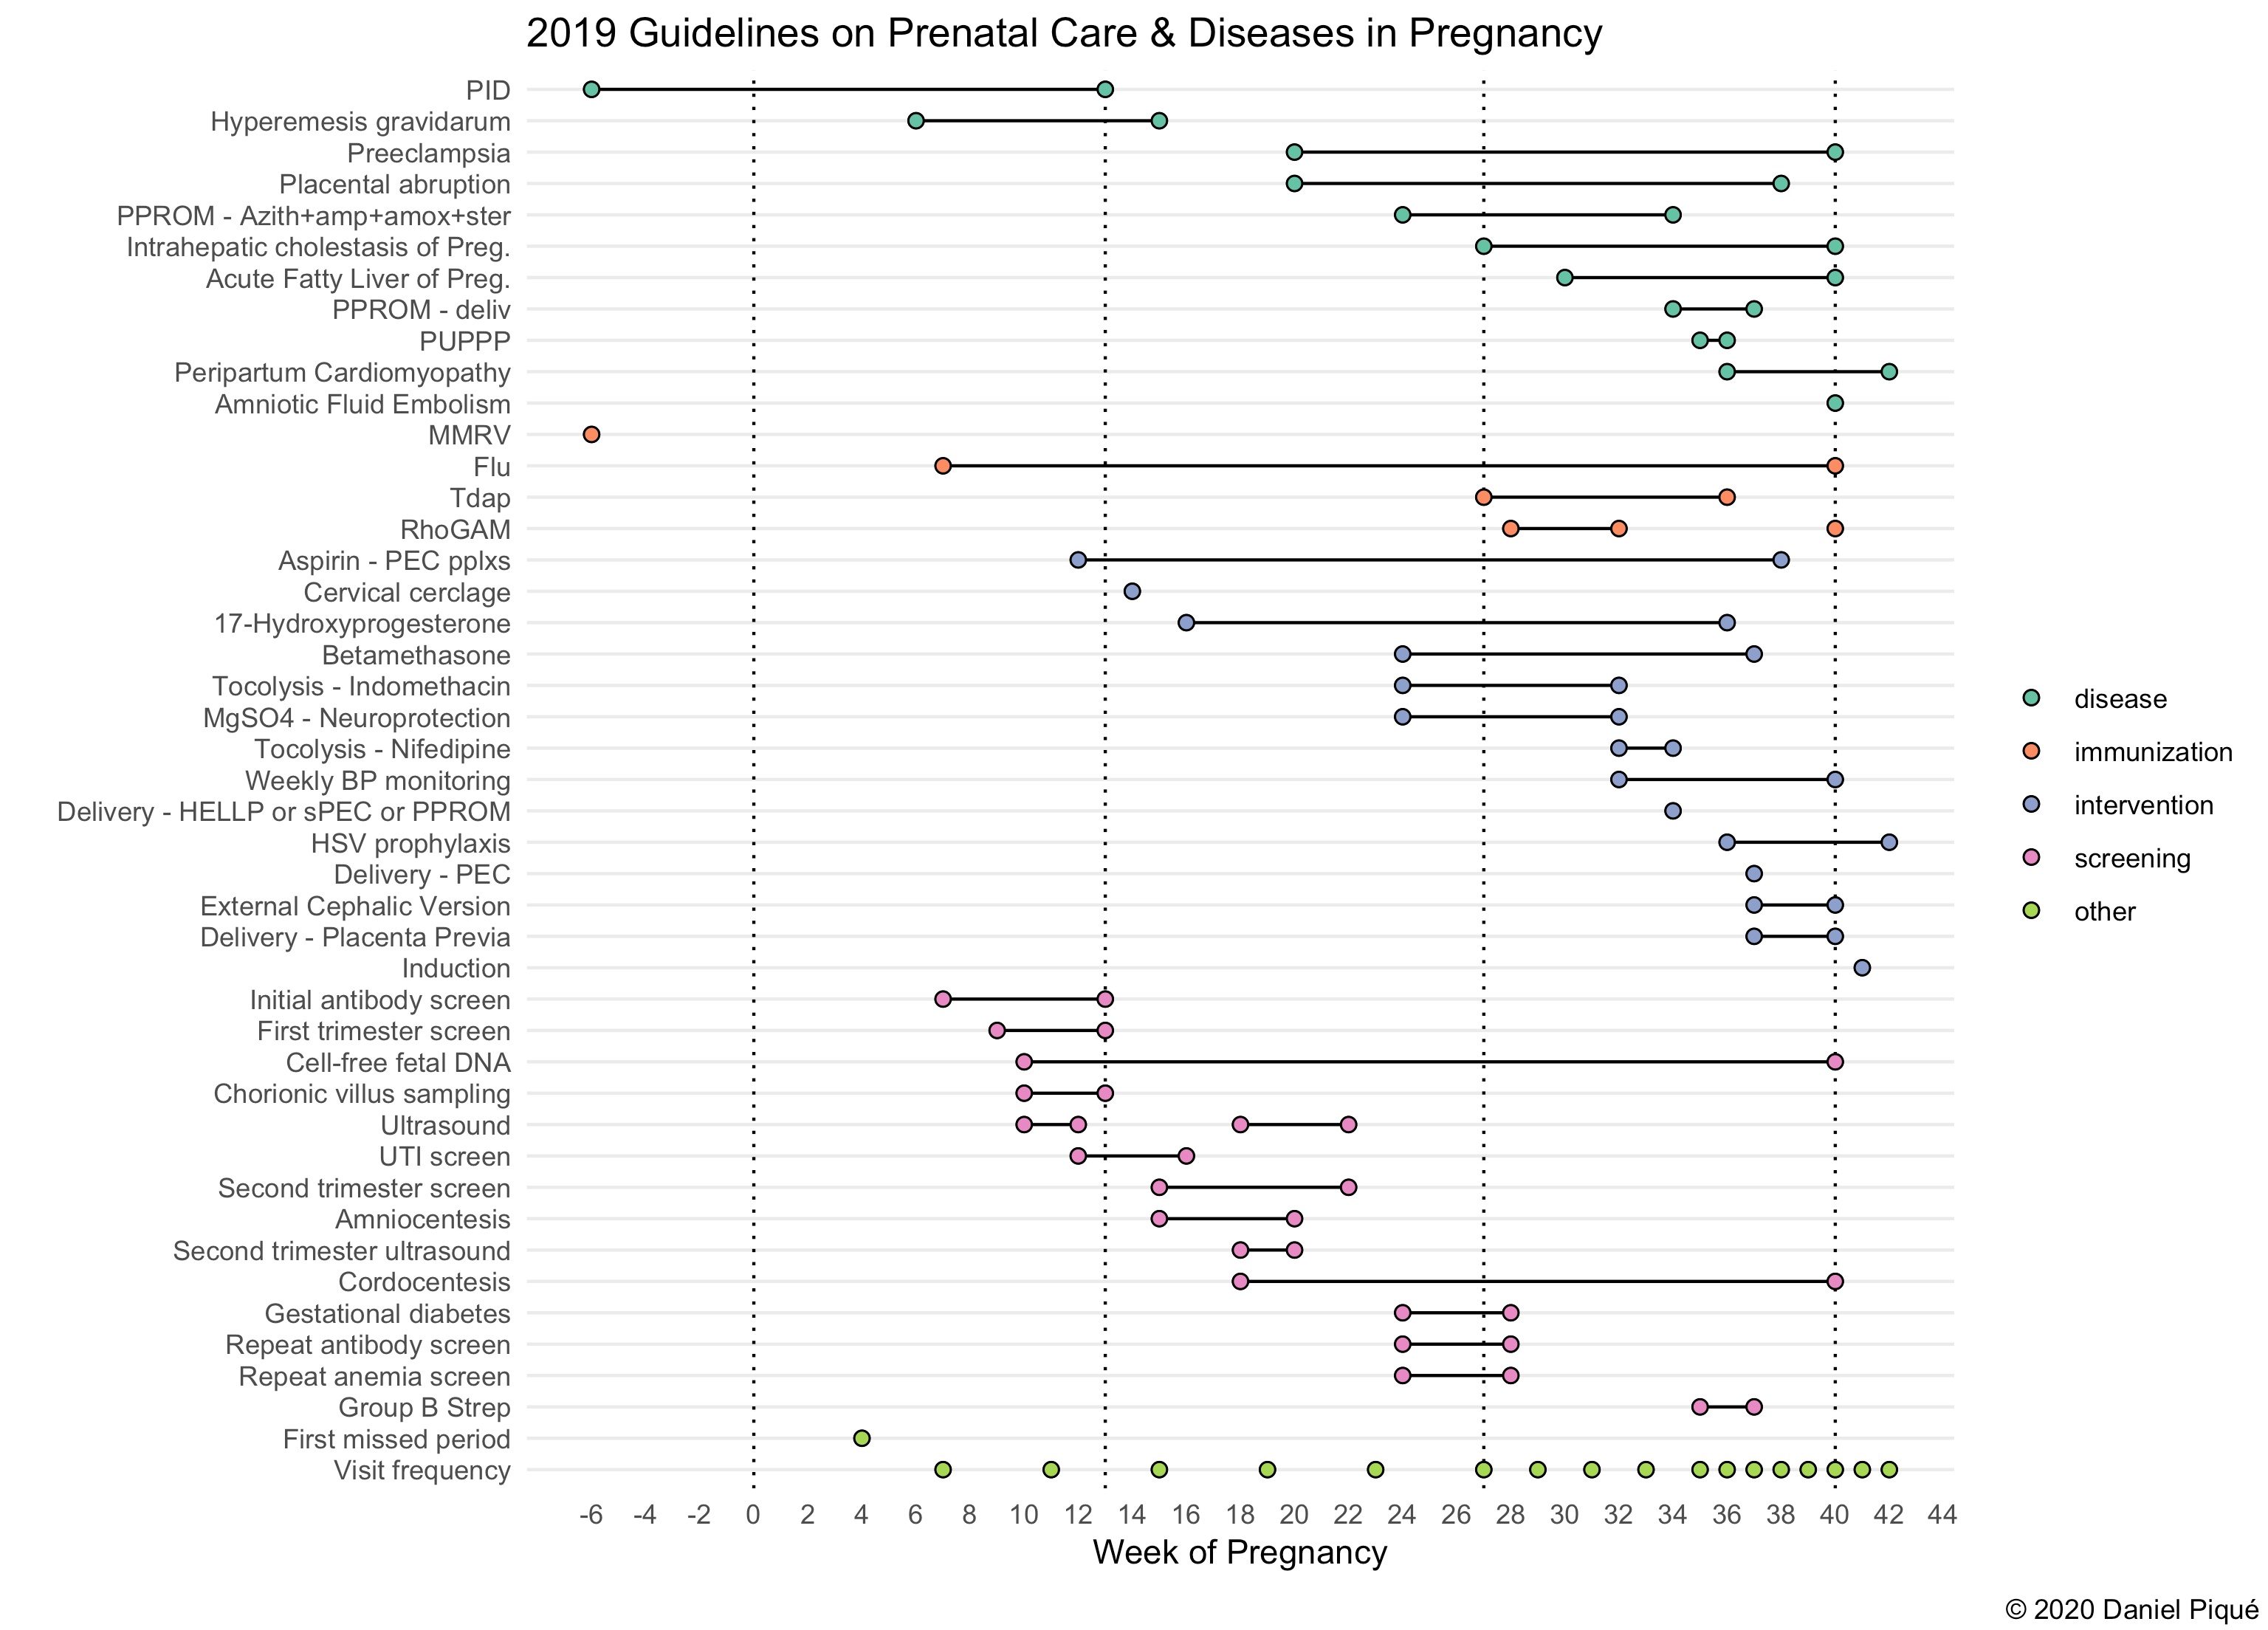 2019 Guidelines on Prenatal Care & Diseases in Pregnancy
PID
Hyperemesis gravidarum
Preeclampsia
Placental abruption
PPROM - Azith+amp+amox+ster
Intrahepatic cholestasis of Preg.
Acute Fatty Liver of Preg.
PPROM - deliv
PUPPP
Peripartum Cardiomyopathy
Amniotic Fluid Embolism
MMRV
Flu
Tdap
RhoGAM
Aspirin - PEC pplxs
Cervical cerclage
17-Hydroxyprogesterone
Betamethasone
Tocolysis - Indomethacin
MgSO4 - Neuroprotection
Tocolysis - Nifedipine
Weekly BP monitoring
Delivery - HELLP or sPEC or PPROM
HSV prophylaxis
Delivery - PEC
External Cephalic Version
Delivery - Placenta Previa
Induction
Initial antibody screen
First trimester screen
Cell-free fetal DNA
Chorionic villus sampling
Ultrasound
UTI screen
Second trimester screen
Amniocentesis
Second trimester ultrasound
Cordocentesis
Gestational diabetes
Repeat antibody screen
Repeat anemia screen
Group B Strep
First missed period
Visit frequency
-6 -4 -2 0 2 4 6 8 10 12 14 16 18 20 22 24 26 28 30 32 34 36 38 40 42 44
Week of Pregnancy
disease
immunization
intervention
screening
other
© 2020 Daniel Piqué